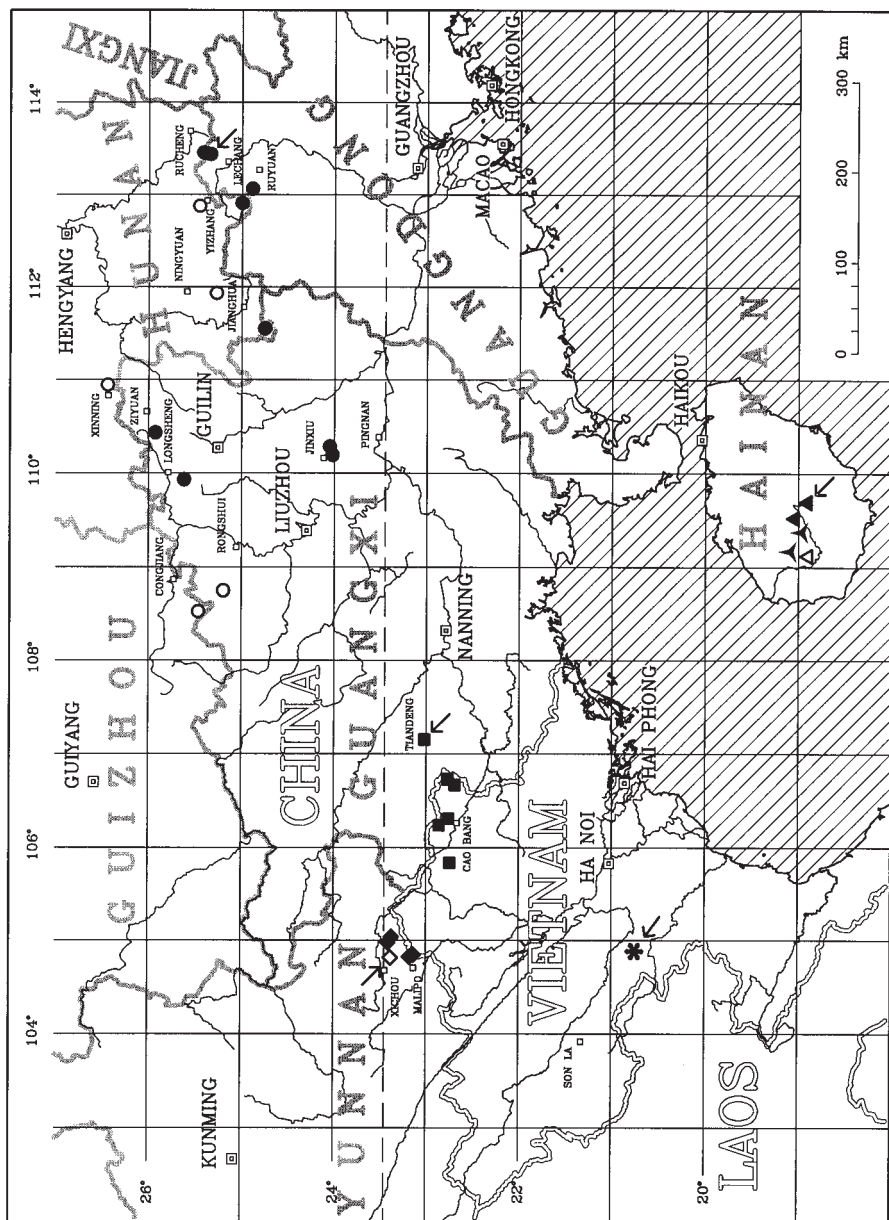 104°
106°
108°
110°
112°
114°
26°
24°
22°
20°
KUNMING
GUIYANG
GUIZHOU
HENGYANG
HUNAN
JIANGXI
CONGJIANG
LONGSHENG
ZIYUAN
XINNING
RONGSHUI
GUILIN
NINGYUAN
JIANGHUA
YIZHANG
RUCHENG
LECHANG
RUYUAN
CHINA
LIUZHOU
JINXIU
PINGNAN
YUNNAN
GUANGXI
GUANGDONG
GUANGZHOU
XICHOU
MALIPO
TIANDENG
NANNING
CAO BANG
MACAO
HONGKONG
VIETNAM
SON LA
HA NOI
HAI PHONG
LAOS
HAIKOU
HAINAN
0 100 200 300 km